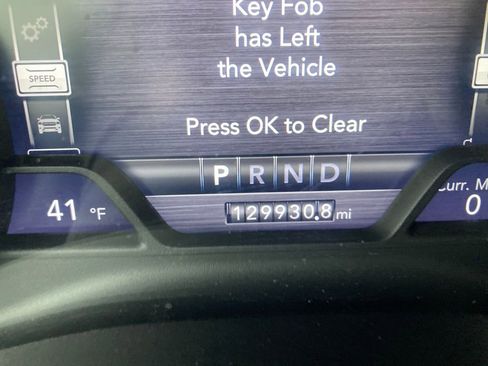 Key Fob
has Left
the Vehicle
SPEED
Press OK to Clear
P R N D
41 °F
129930.8 mi
Curr. M
0